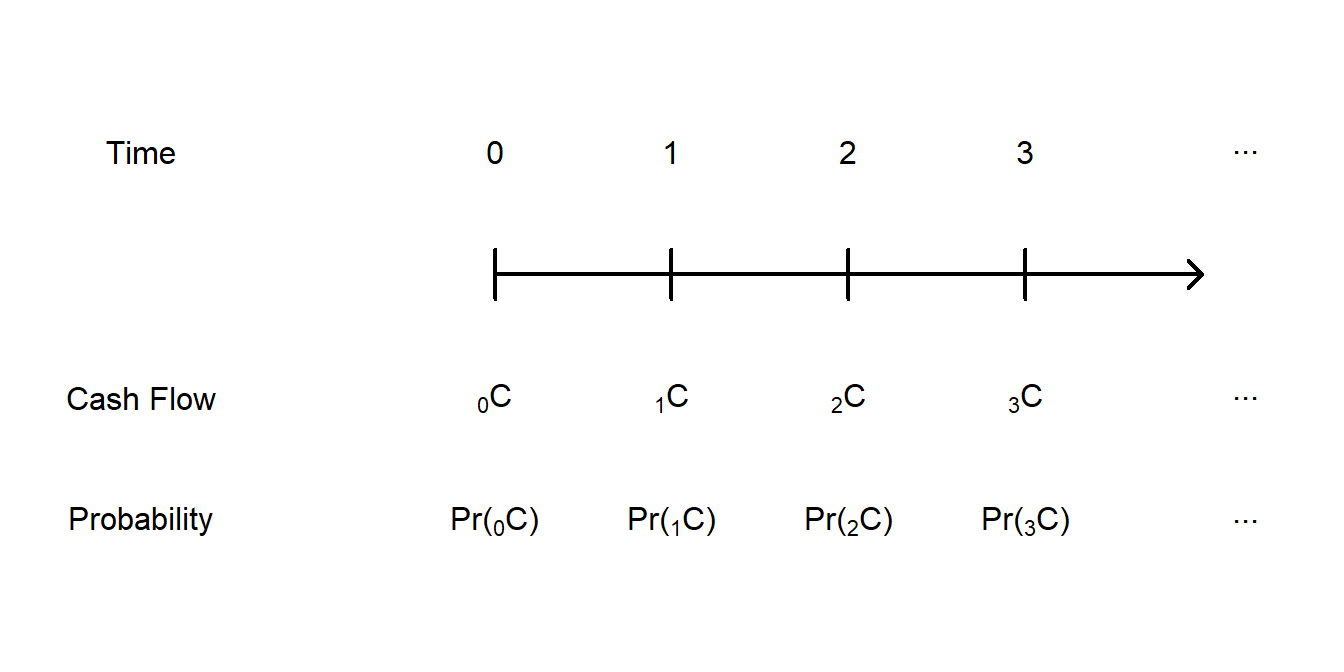 Time 0 1 2 3 ...
Cash Flow ₀C ₁C ₂C ₃C ...
Probability Pr(₀C) Pr(₁C) Pr(₂C) Pr(₃C) ...